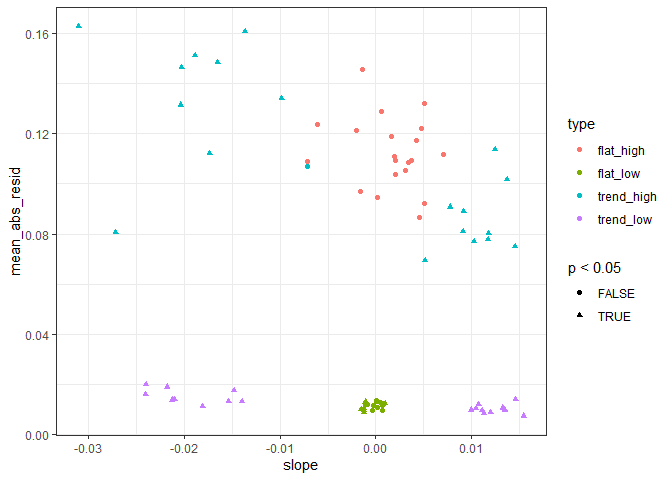 0.16
0.12
0.08
0.04
0.00
mean_abs_resid
-0.03
-0.02
-0.01
0.00
0.01
slope
type
flat_high
flat_low
trend_high
trend_low
p < 0.05
FALSE
TRUE